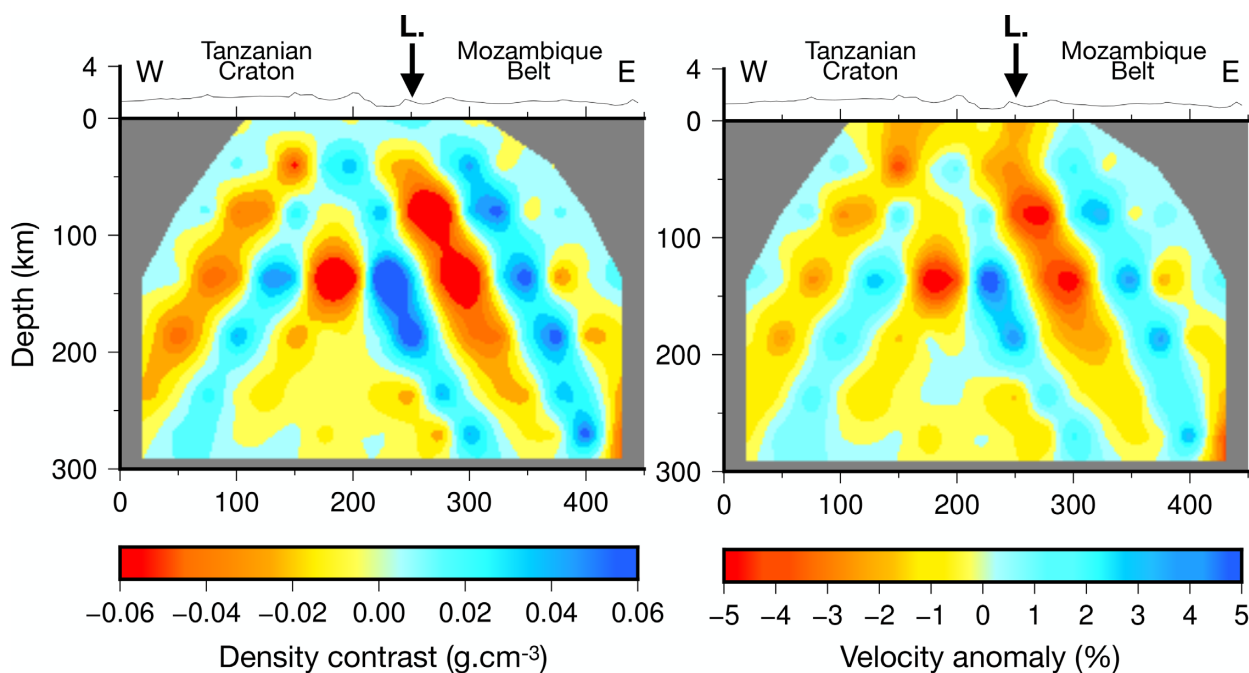 L.
Tanzanian
Craton
Mozambique
Belt
W
E
4
0
100
200
300
Depth (km)
0
100
200
300
400
−0.06
−0.04
−0.02
0.00
0.02
0.04
0.06
Density contrast (g.cm⁻³)
L.
Tanzanian
Craton
Mozambique
Belt
W
E
4
0
100
200
300
0
100
200
300
400
−5
−4
−3
−2
−1
0
1
2
3
4
5
Velocity anomaly (%)